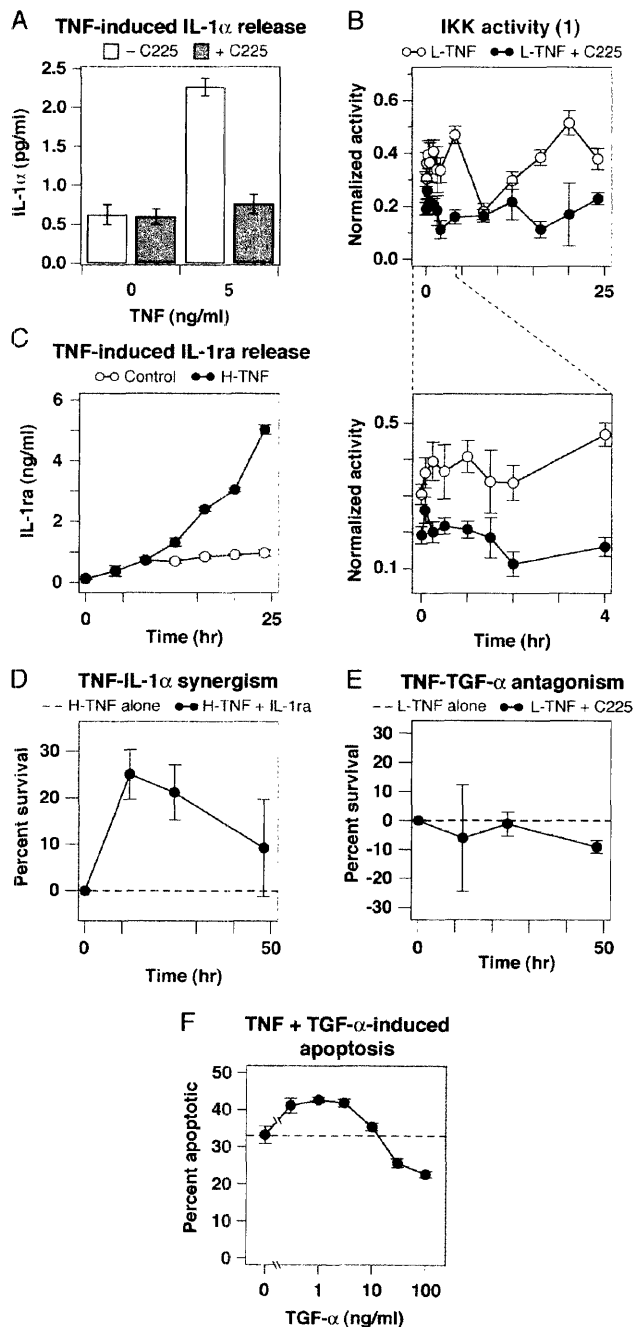 A TNF-induced IL-1α release
– C225 + C225
IL-1α (pg/ml)
2.5
2.0
1.5
1.0
0.5
0.0
0 5
TNF (ng/ml)
B IKK activity (1)
L-TNF L-TNF + C225
Normalized activity
0.6
0.4
0.2
0.0
0 25
Normalized activity
0.5
0.1
0 4
Time (hr)
C TNF-induced IL-1ra release
Control H-TNF
IL-1ra (ng/ml)
6
4
2
0
0 25
Time (hr)
D TNF-IL-1α synergism
H-TNF alone H-TNF + IL-1ra
Percent survival
30
20
10
0
0 50
Time (hr)
E TNF-TGF-α antagonism
L-TNF alone L-TNF + C225
Percent survival
30
20
10
0
-10
-20
-30
0 50
Time (hr)
F TNF + TGF-α-induced
apoptosis
Percent apoptotic
50
40
30
20
10
0
0 1 10 100
TGF-α (ng/ml)